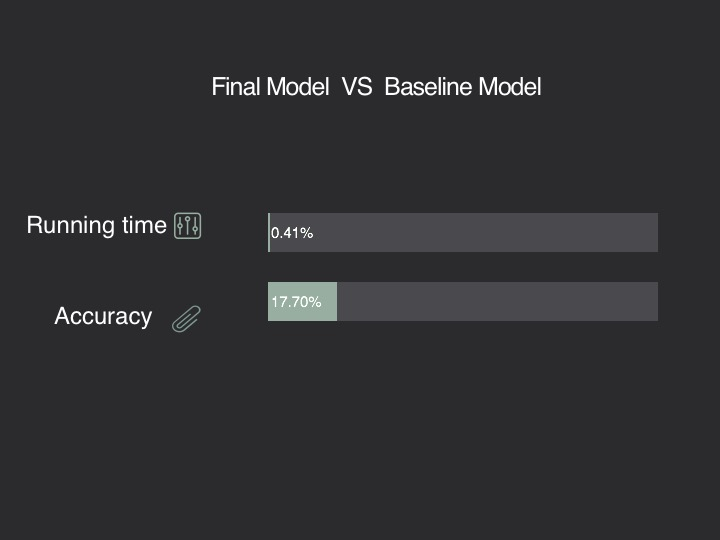 Final Model VS Baseline Model
Running time
0.41%
Accuracy
17.70%